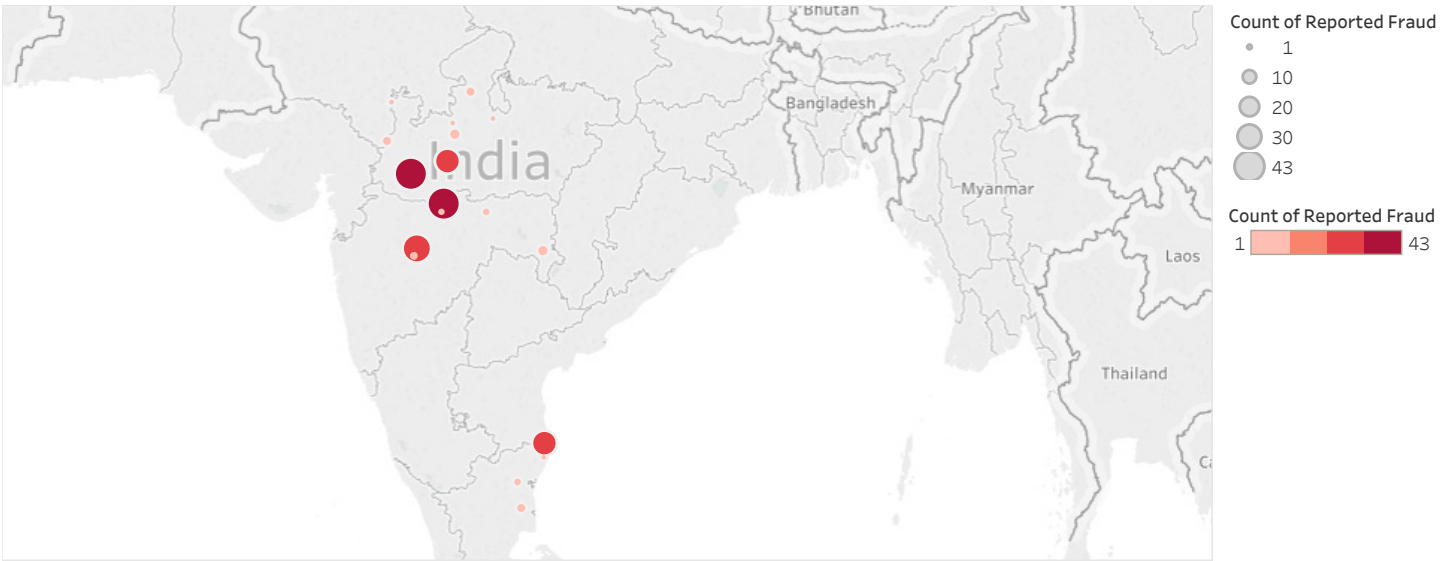 Bhutan
Bangladesh
India
Myanmar
Laos
Thailand
Count of Reported Fraud
1
10
20
30
43
Count of Reported Fraud
1 43